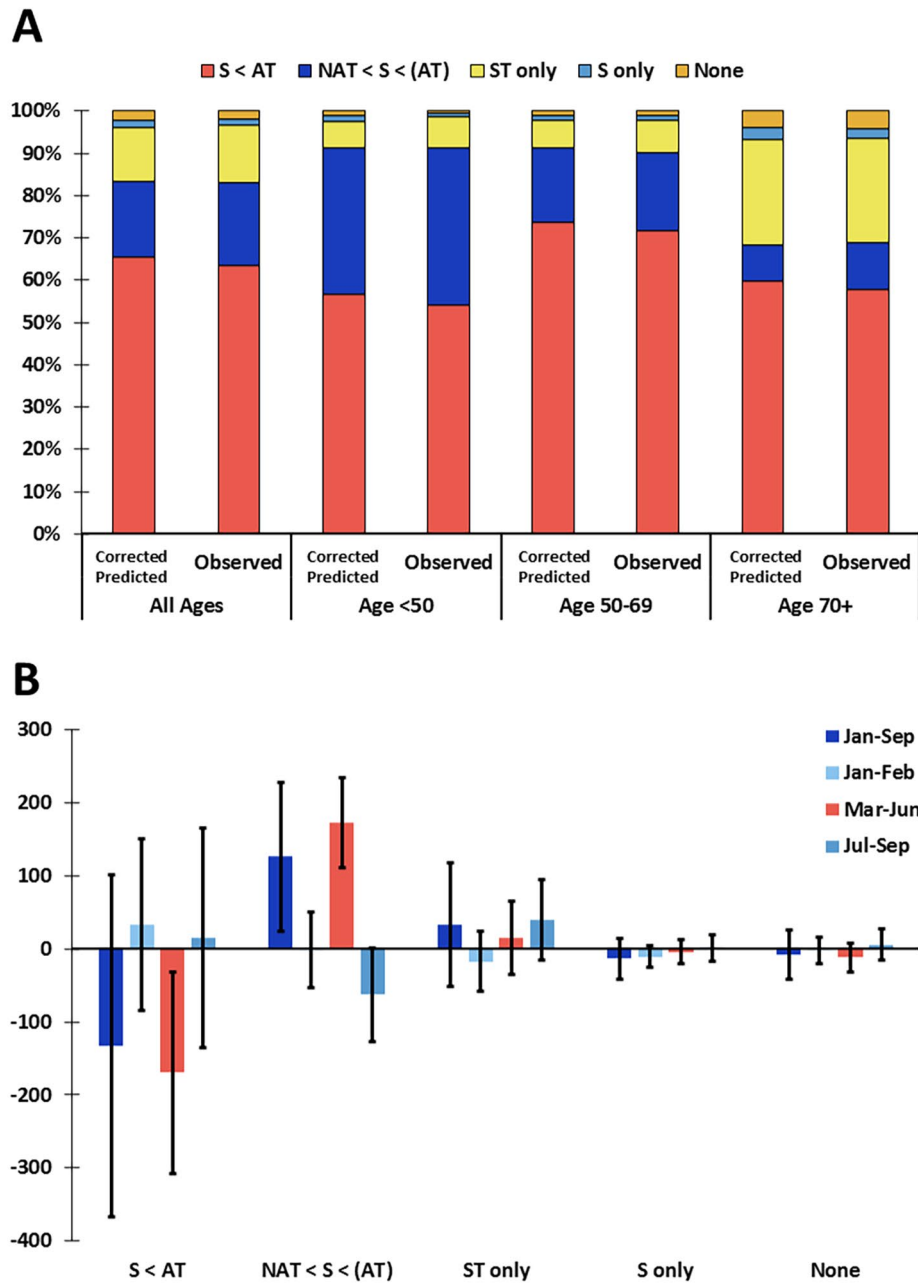 A
S < AT NAT < S < (AT) ST only S only None
100%
90%
80%
70%
60%
50%
40%
30%
20%
10%
0%
Corrected Predicted Observed Corrected Predicted Observed Corrected Predicted Observed Corrected Predicted Observed
All Ages Age <50 Age 50-69 Age 70+
B
300
200
100
0
-100
-200
-300
-400
Jan-Sep
Jan-Feb
Mar-Jun
Jul-Sep
S < AT NAT < S < (AT) ST only S only None